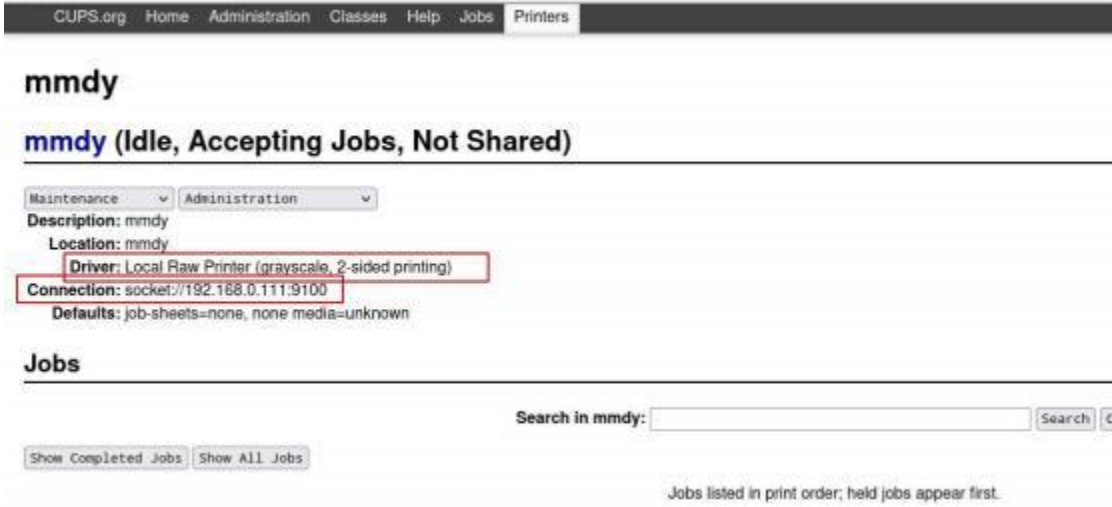 CUPS.org Home Administration Classes Help Jobs Printers
mmdy
mmdy (Idle, Accepting Jobs, Not Shared)
Maintenance Administration
Description: mmdy
Location: mmdy
Driver: Local Raw Printer (grayscale, 2-sided printing)
Connection: socket://192.168.0.111:9100
Defaults: job-sheets=none, none media=unknown
Jobs
Search in mmdy: Search
Show Completed Jobs Show All Jobs
Jobs listed in print order; held jobs appear first.